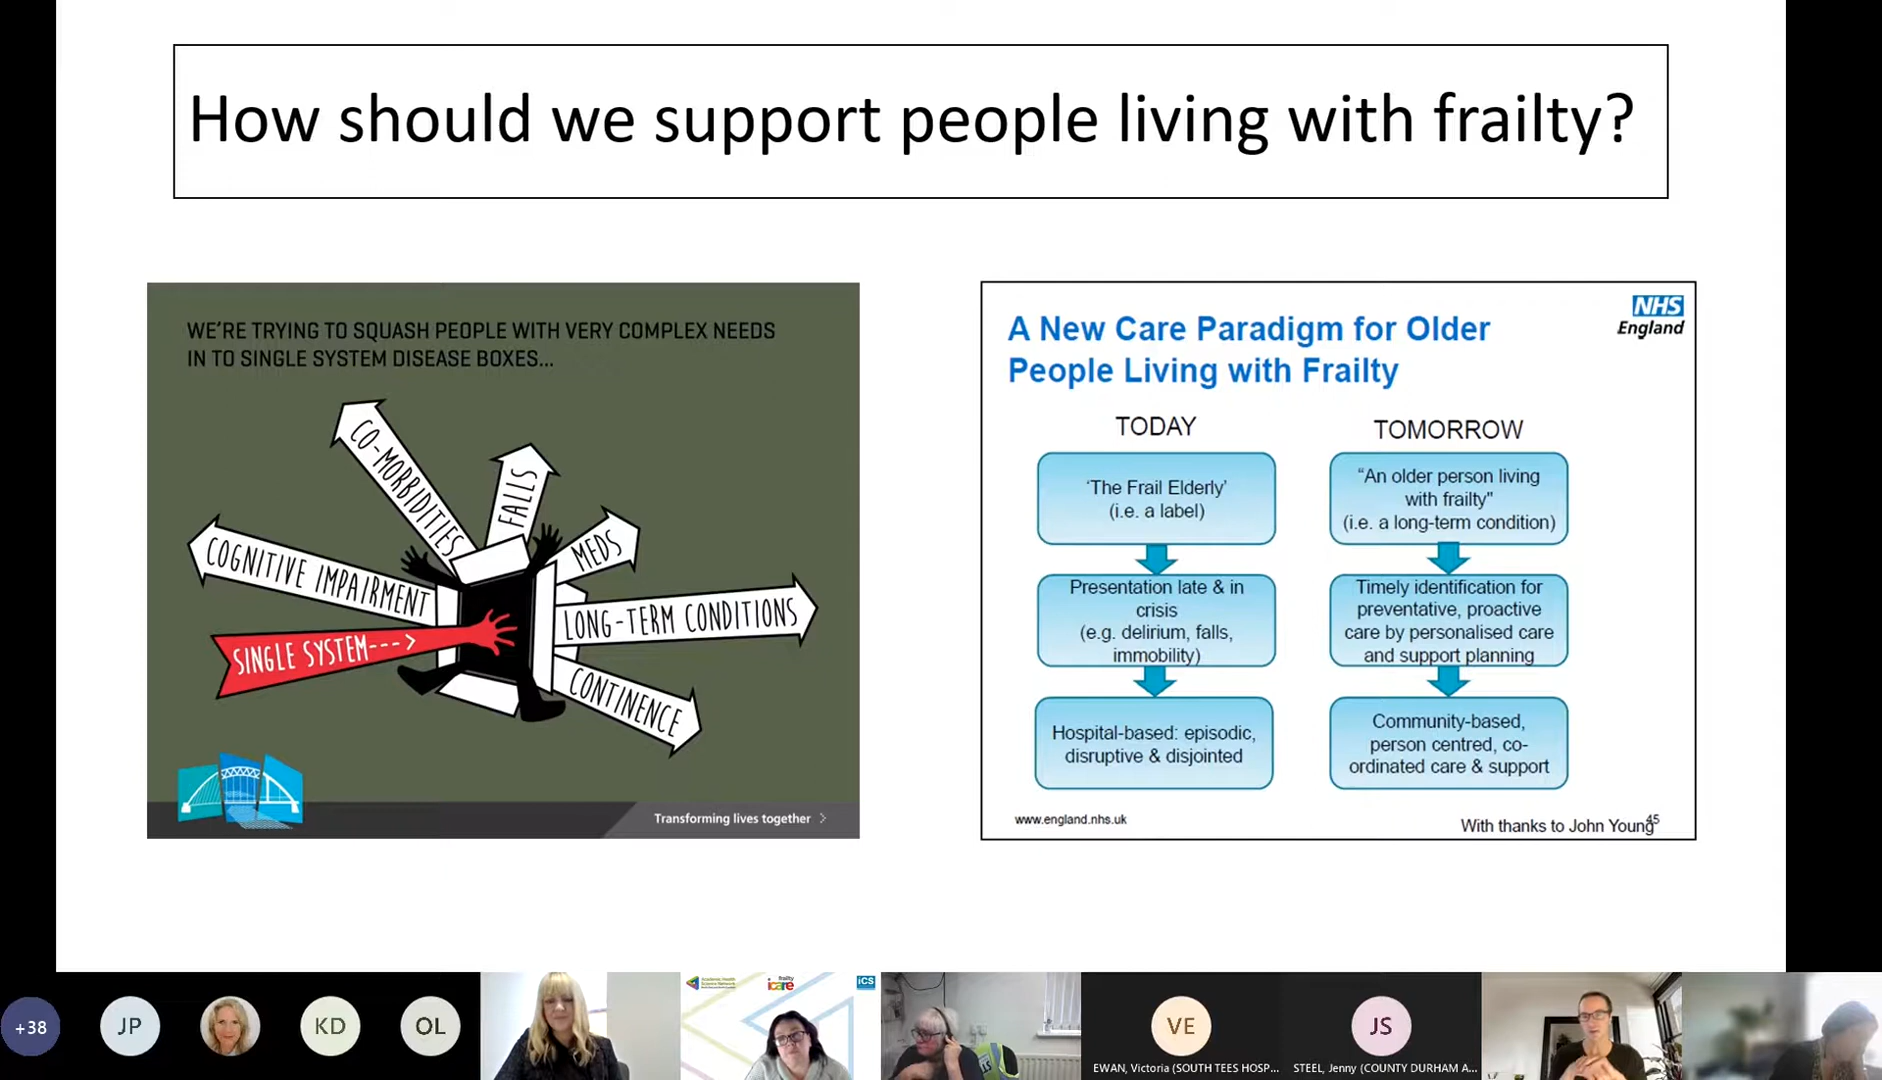 How should we support people living with frailty?
WE'RE TRYING TO SQUASH PEOPLE WITH VERY COMPLEX NEEDS
IN TO SINGLE SYSTEM DISEASE BOXES...
CO-MORBIDITIES
FALLS
MEDS
COGNITIVE IMPAIRMENT
LONG-TERM CONDITIONS
SINGLE SYSTEM--->
CONTINENCE
Transforming lives together
NHS
England
A New Care Paradigm for Older
People Living with Frailty
TODAY
‘The Frail Elderly’
(i.e. a label)
Presentation late & in
crisis
(e.g. delirium, falls,
immobility)
Hospital-based: episodic,
disruptive & disjointed
TOMORROW
“An older person living
with frailty"
(i.e. a long-term condition)
Timely identification for
preventative, proactive
care by personalised care
and support planning
Community-based,
person centred, co-
ordinated care & support
www.england.nhs.uk
With thanks to John Young
45
+38
JP
KD
OL
frailty
icare
ICS
VE
EWAN, Victoria (SOUTH TEES HOSP...
JS
STEEL, Jenny (COUNTY DURHAM A...